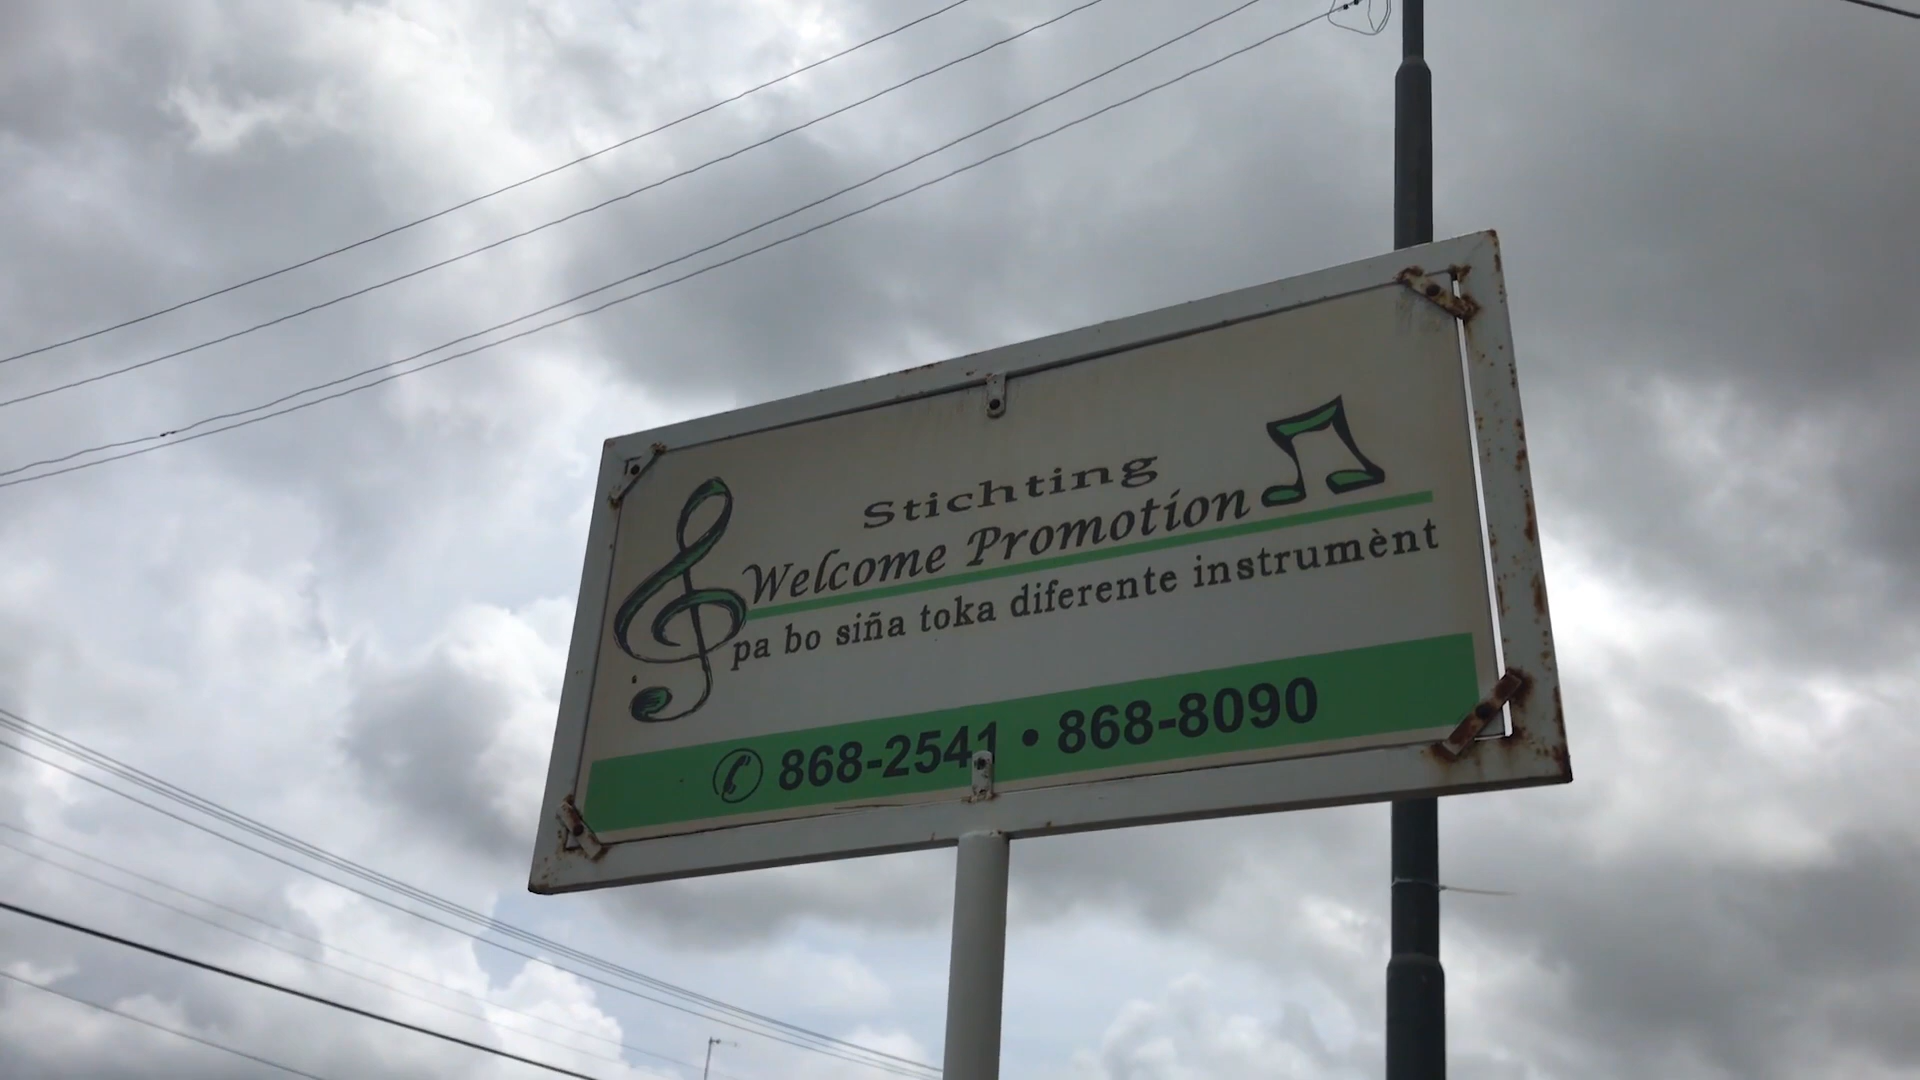 Stichting
Welcome Promotion
pa bo siña toka diferente instrumènt
868-2541 • 868-8090